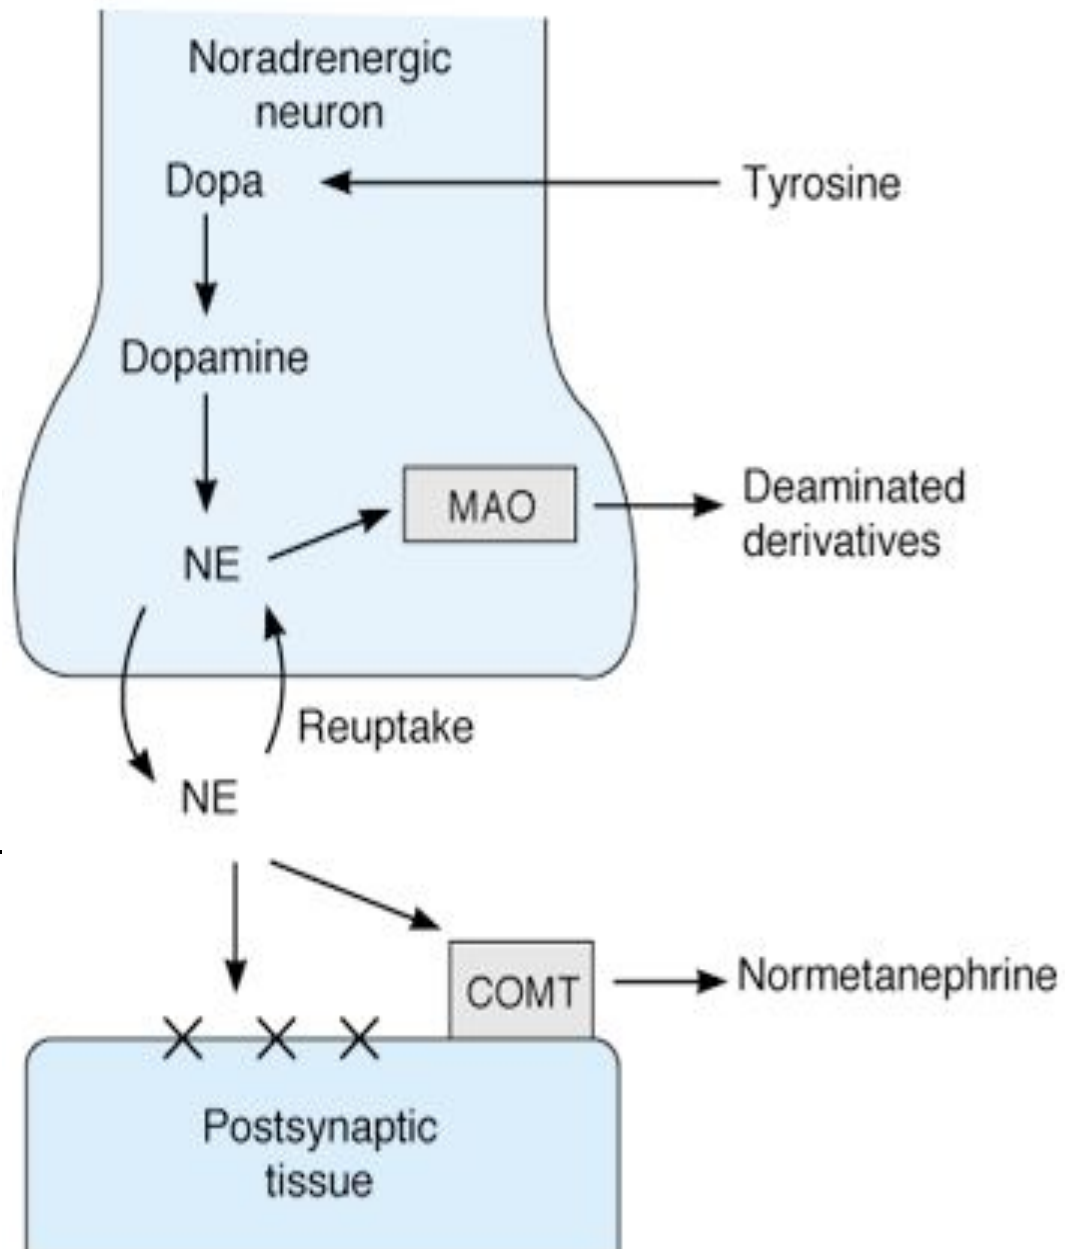 Noradrenergic
neuron
Dopa
Tyrosine
Dopamine
MAO
Deaminated
derivatives
NE
Reuptake
NE
COMT
Normetanephrine
Postsynaptic
tissue